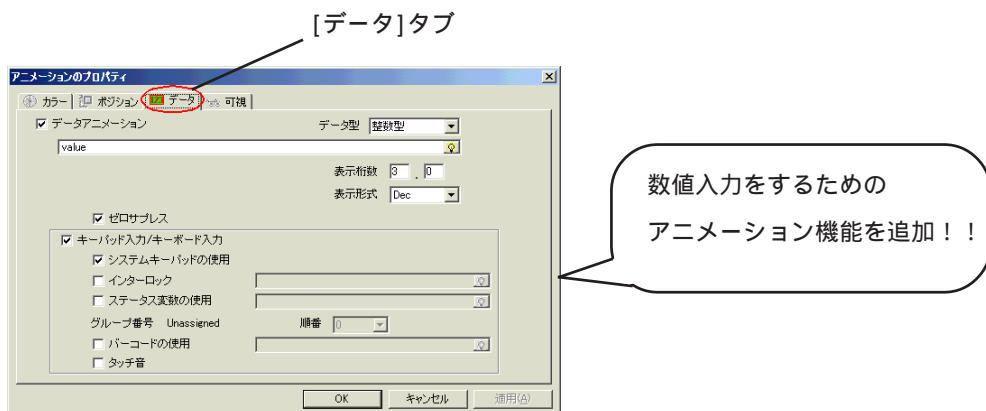 [データ]タブ
アニメーションのプロパティ
カラー ポジション データ 可視
データアニメーション データ型 整数型
value
表示桁数 3 . 0
表示形式 Dec
ゼロサプレス
キーパッド入力/キーボード入力
システムキーパッドの使用
インターロック
ステータス変数の使用
グループ番号 Unassigned 順番 0
バーコードの使用
タッチ音
OK キャンセル 適用(A)
数値入力をするための
アニメーション機能を追加！！